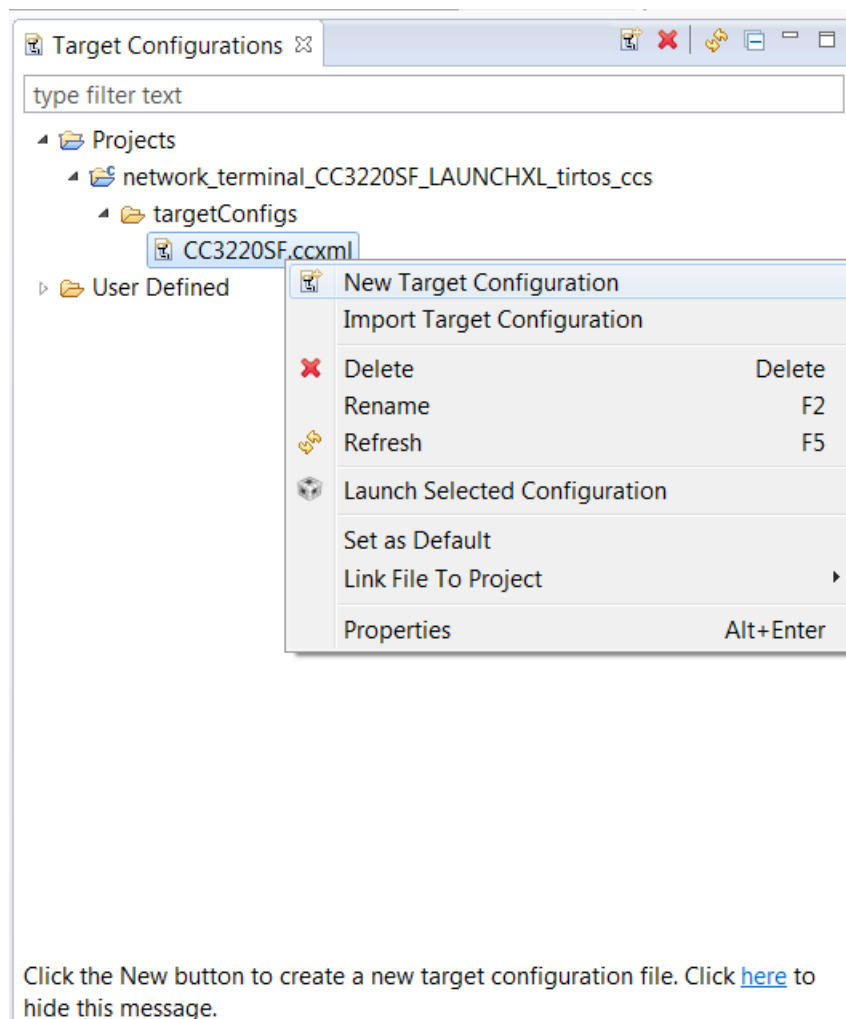 Target Configurations
type filter text
Projects
network_terminal_CC3220SF_LAUNCHXL_tirtos_ccs
targetConfigs
CC3220SF.ccxml
User Defined
New Target Configuration
Import Target Configuration
Delete Delete
Rename F2
Refresh F5
Launch Selected Configuration
Set as Default
Link File To Project
Properties Alt+Enter
Click the New button to create a new target configuration file. Click here to
hide this message.